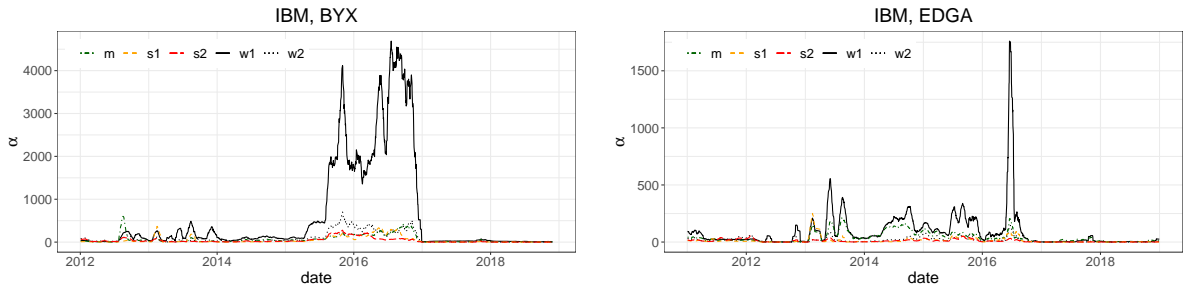 IBM, BYX
m s1 s2 w1 w2
4000
3000
2000
1000
0
α
2012 2014 2016 2018
date
IBM, EDGA
m s1 s2 w1 w2
1500
1000
500
0
α
2012 2014 2016 2018
date